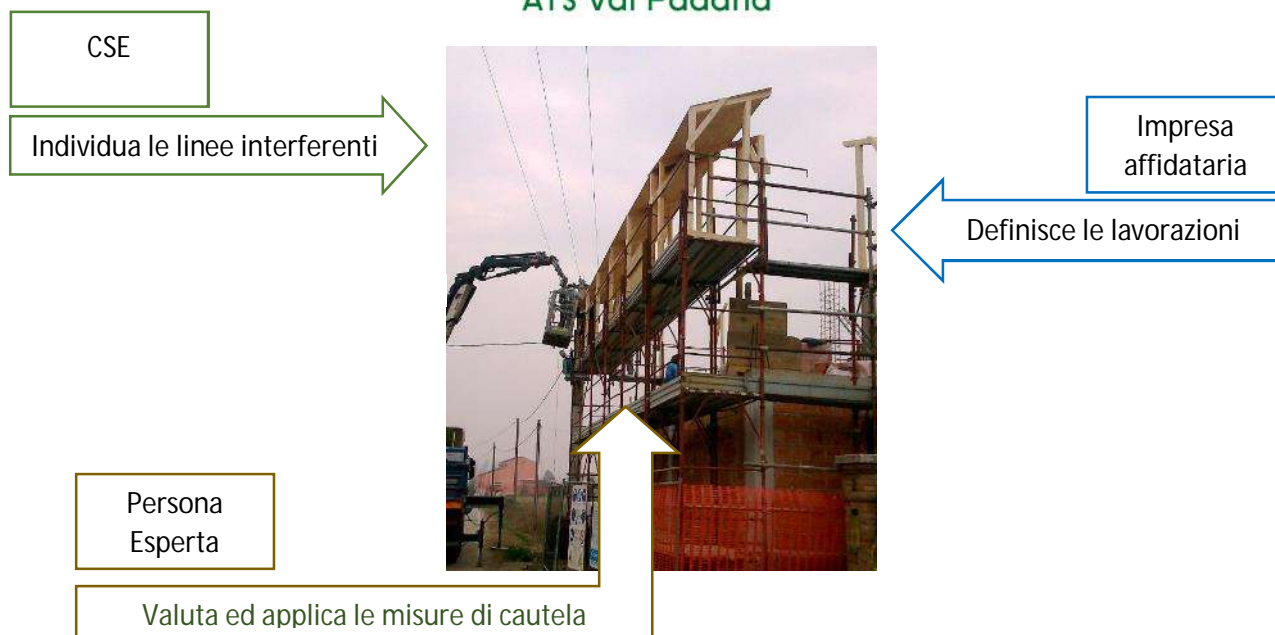 ATS Val Padana
CSE
Individua le linee interferenti
Impresa
affidataria
Definisce le lavorazioni
Persona
Esperta
Valuta ed applica le misure di cautela